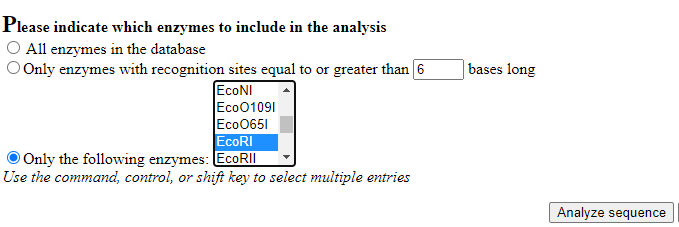 Please indicate which enzymes to include in the analysis
All enzymes in the database
Only enzymes with recognition sites equal to or greater than 6 bases long
EcoNI
EcoO109I
EcoO65I
EcoRI
Only the following enzymes: EcoRII
Use the command, control, or shift key to select multiple entries
Analyze sequence